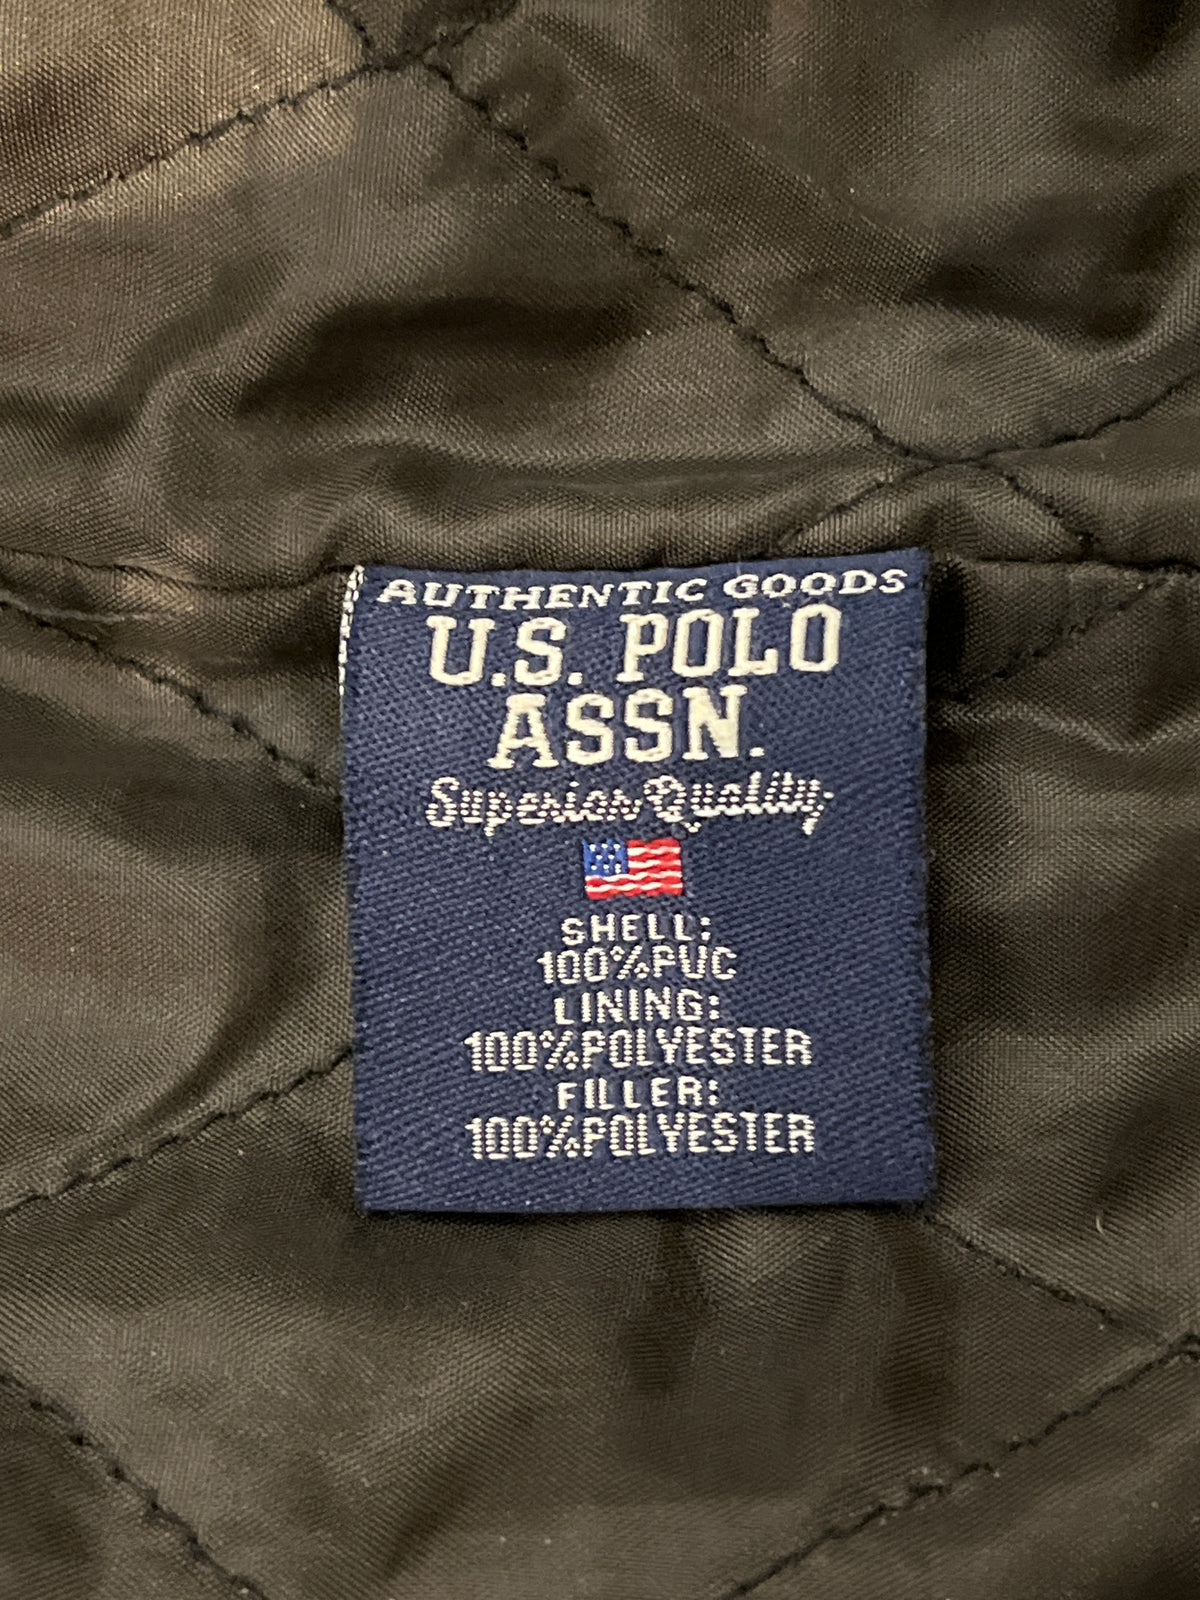 AUTHENTIC GOODS
U.S. POLO
ASSN.
Superior Quality
SHELL:
100%PVC
LINING:
100%POLYESTER
FILLER:
100%POLYESTER